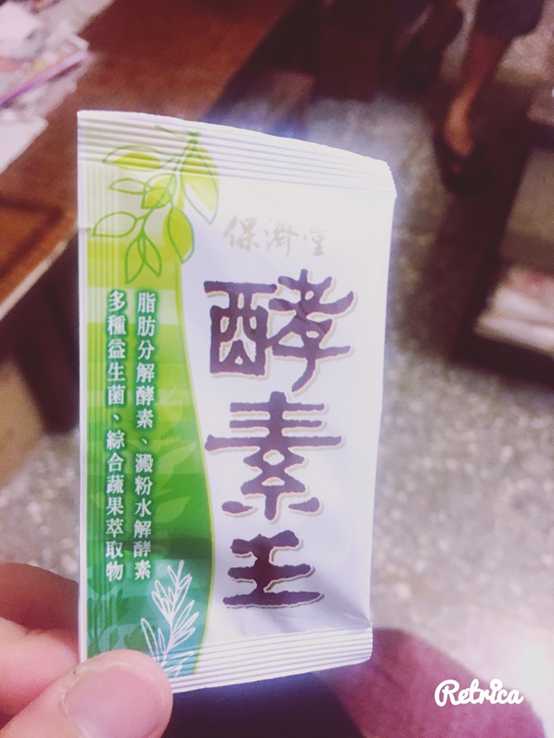 保濟堂
酵素王
脂肪分解酵素、澱粉水解酵素
多種益生菌、綜合蔬果萃取物
Retrica